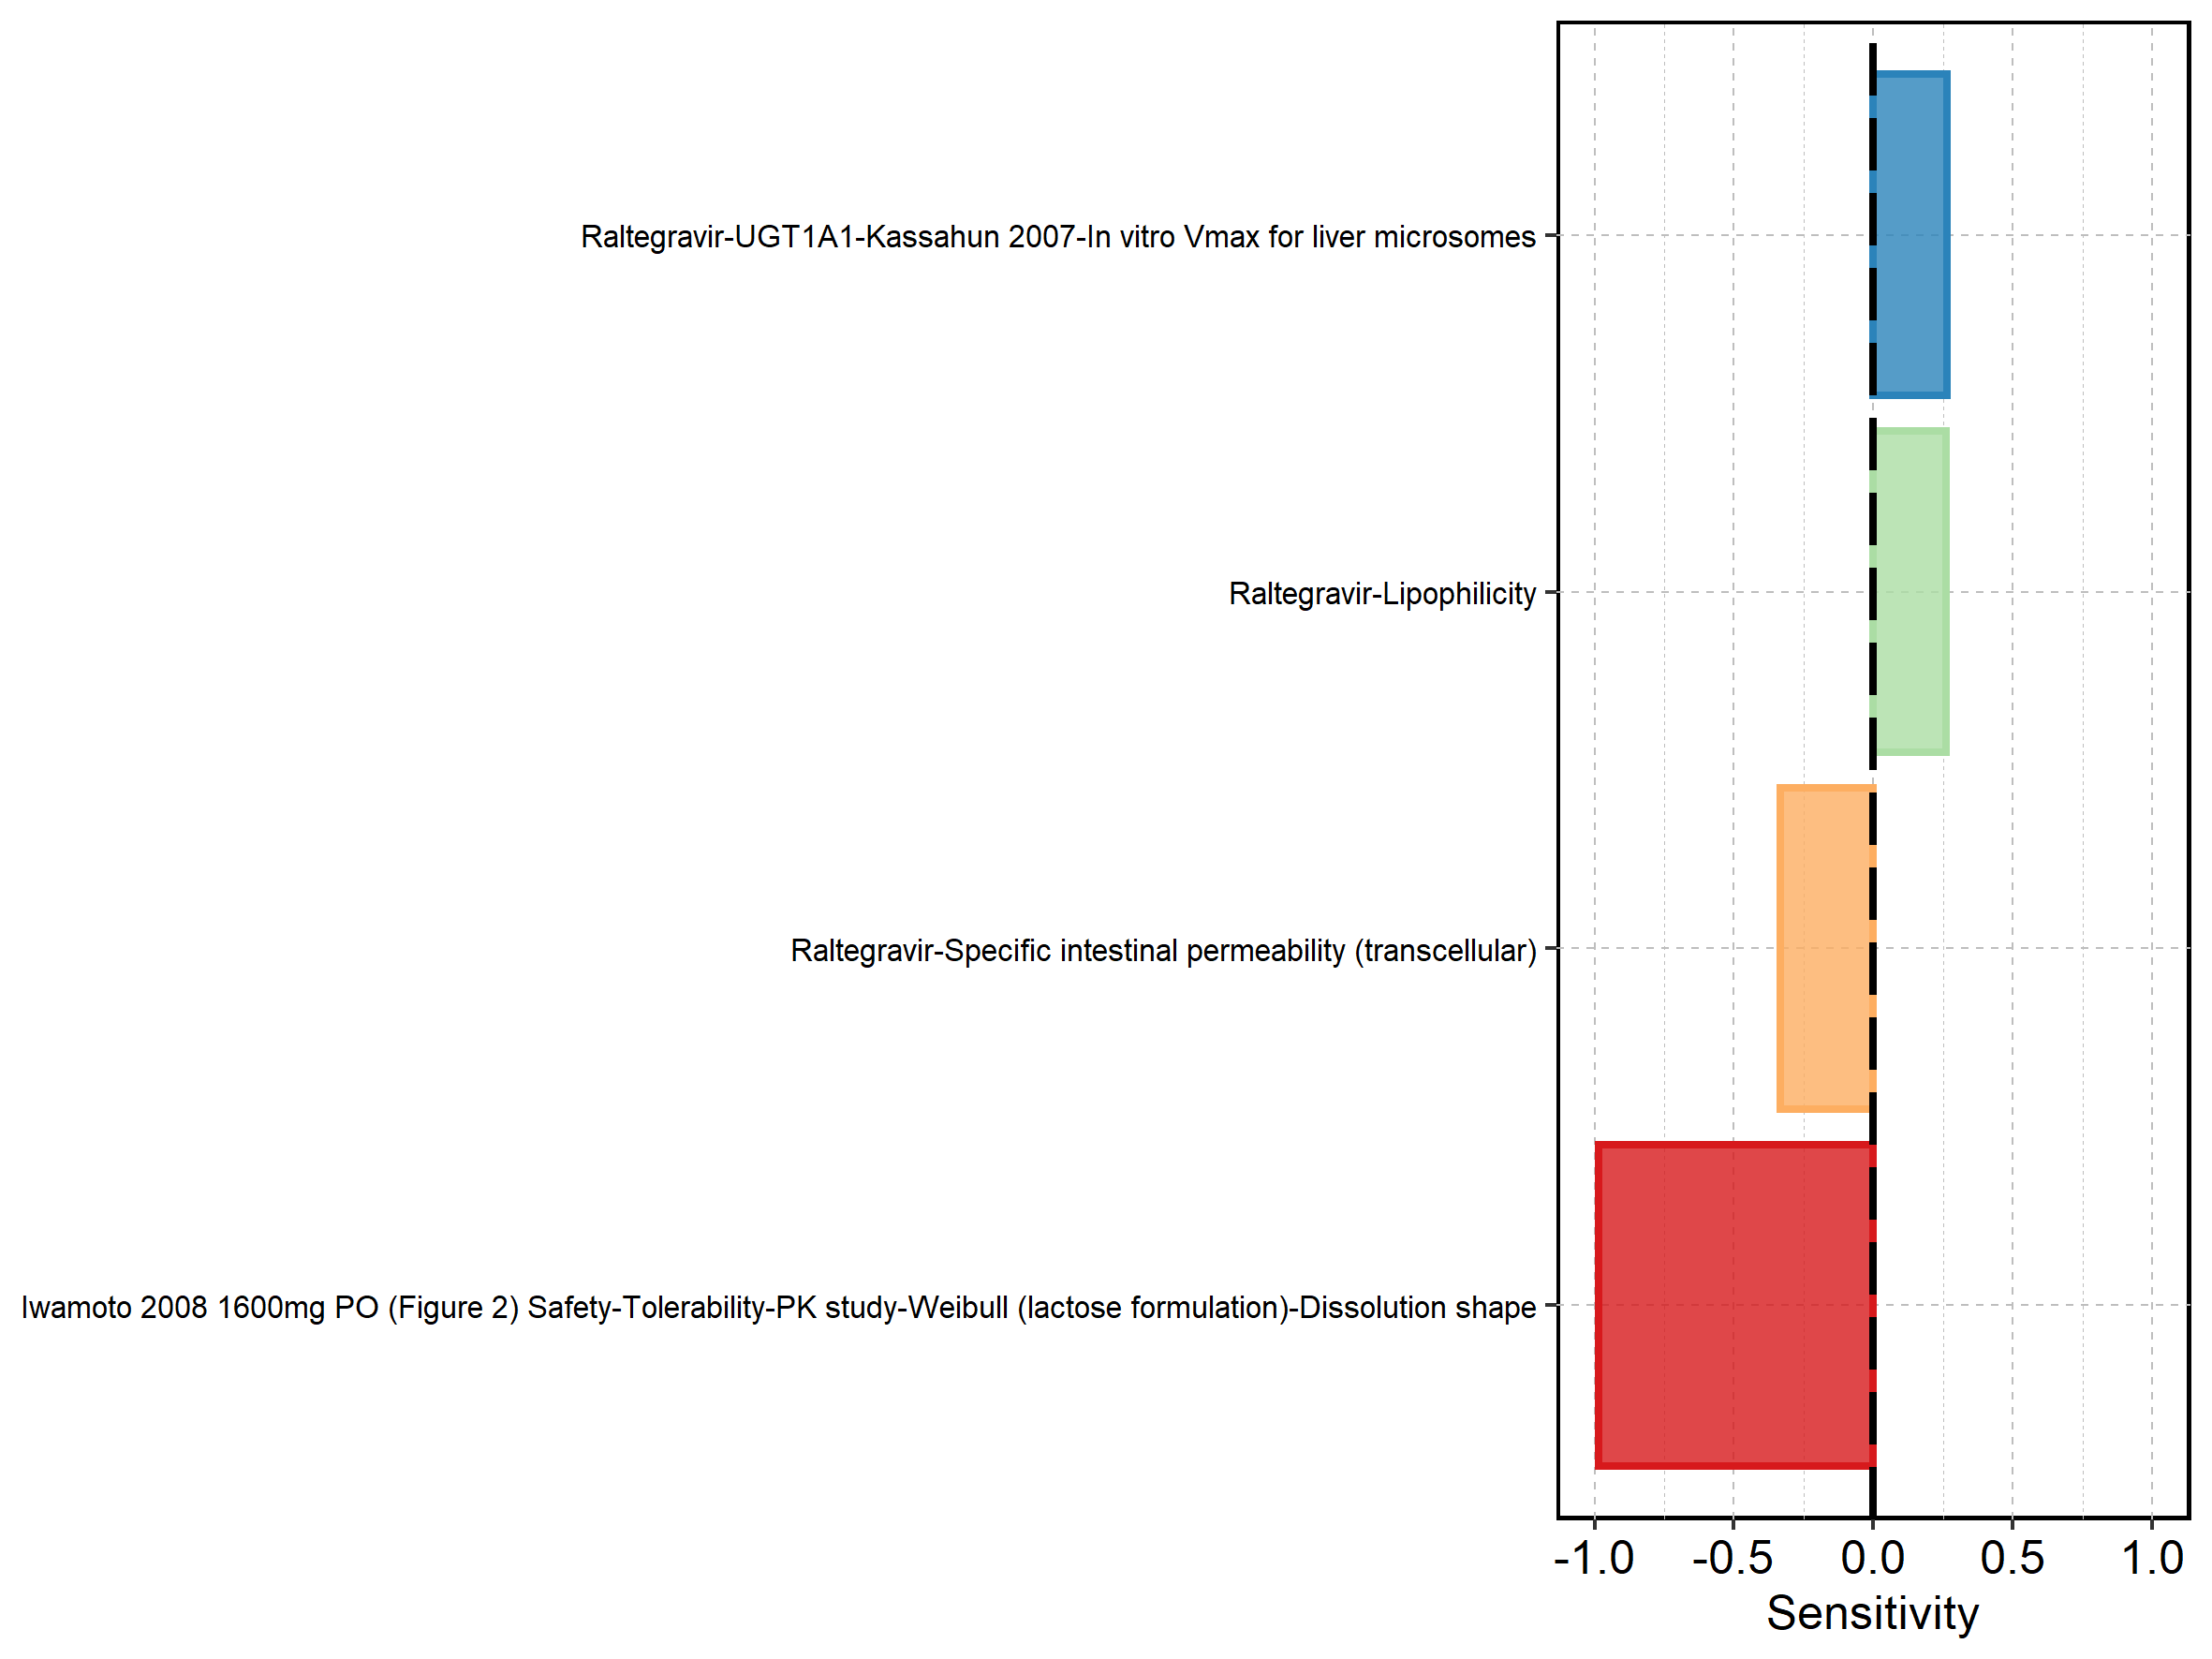 Raltegravir-UGT1A1-Kassahun 2007-In vitro Vmax for liver microsomes
Raltegravir-Lipophilicity
Raltegravir-Specific intestinal permeability (transcellular)
Iwamoto 2008 1600mg PO (Figure 2) Safety-Tolerability-PK study-Weibull (lactose formulation)-Dissolution shape
-1.0 -0.5 0.0 0.5 1.0
Sensitivity